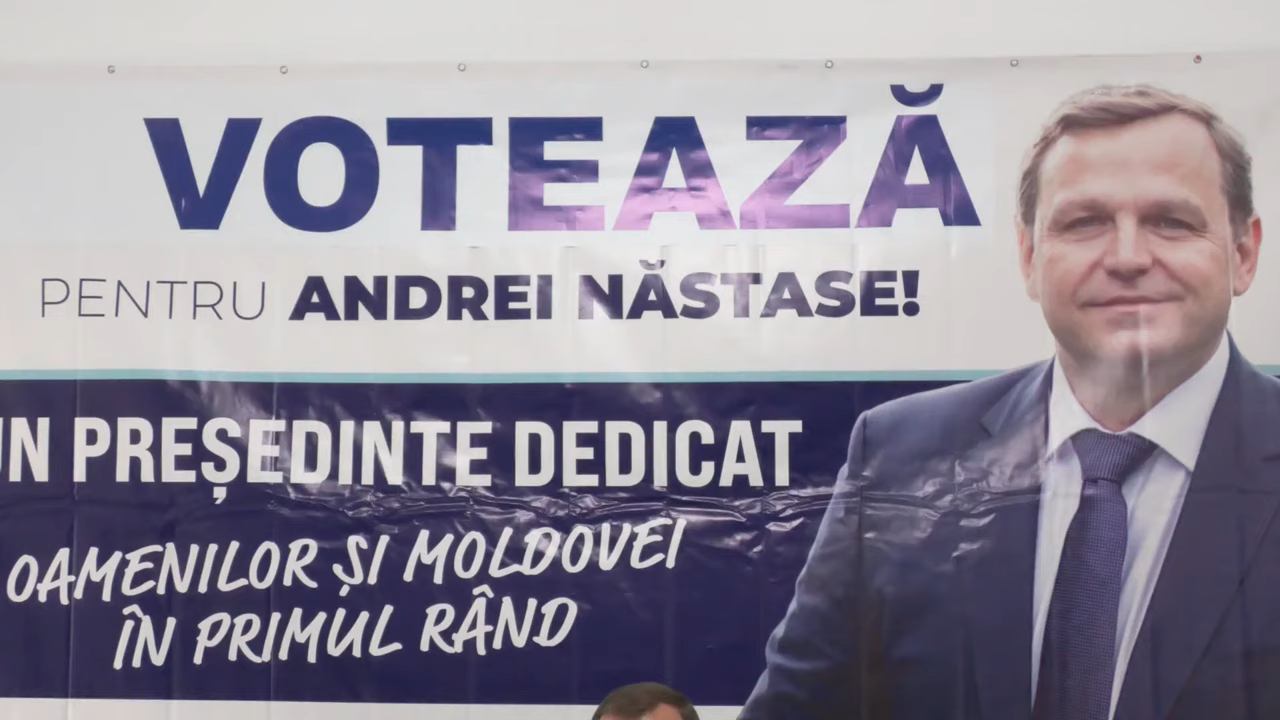 VOTEAZĂ
PENTRU ANDREI NĂSTASE!
UN PREȘEDINTE DEDICAT
OAMENILOR ȘI MOLDOVEI
ÎN PRIMUL RÂND